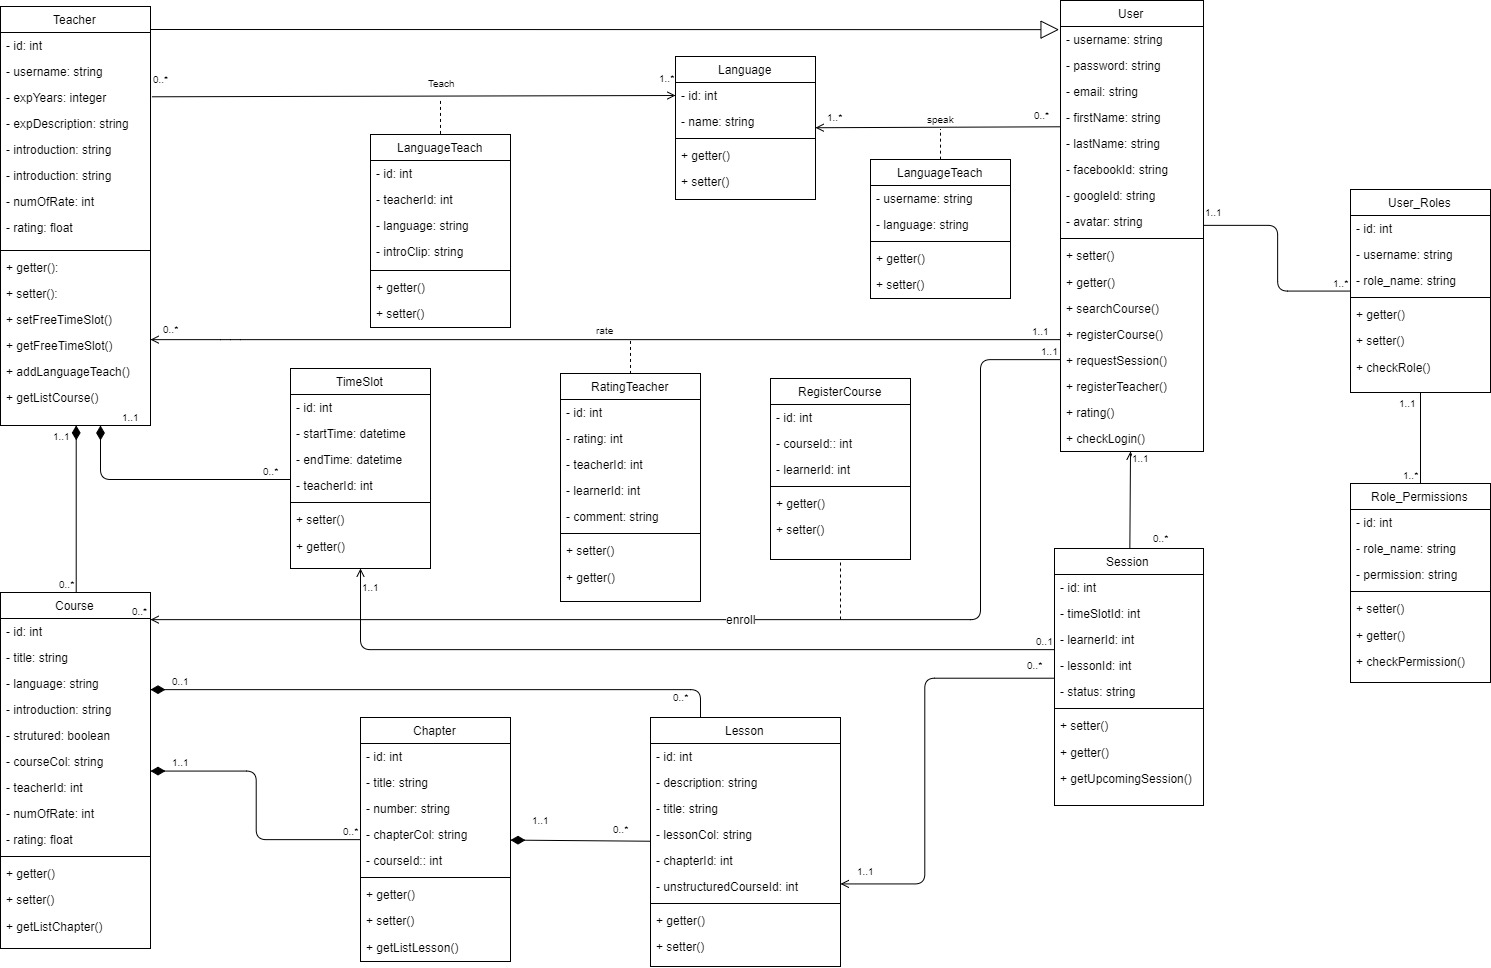 Teacher
- id: int
- username: string
- expYears: integer
- expDescription: string
- introduction: string
- introduction: string
- numOfRate: int
- rating: float
+ getter():
+ setter():
+ setFreeTimeSlot()
+ getFreeTimeSlot()
+ addLanguageTeach()
+ getListCourse()
0..*
Teach
1..*
Language
- id: int
- name: string
+ getter()
+ setter()
LanguageTeach
- id: int
- teacherId: int
- language: string
- introClip: string
+ getter()
+ setter()
1..*
speak
0..*
LanguageTeach
- username: string
- language: string
+ getter()
+ setter()
User
- username: string
- password: string
- email: string
- firstName: string
- lastName: string
- facebookId: string
- googleId: string
- avatar: string
+ setter()
+ getter()
+ searchCourse()
+ registerCourse()
+ requestSession()
+ registerTeacher()
+ rating()
+ checkLogin()
1..1
1..*
User_Roles
- id: int
- username: string
- role_name: string
+ getter()
+ setter()
+ checkRole()
1..1
1..*
Role_Permissions
- id: int
- role_name: string
- permission: string
+ setter()
+ getter()
+ checkPermission()
0..*
rate
1..1
1..1
1..1
1..1
0..*
TimeSlot
- id: int
- startTime: datetime
- endTime: datetime
- teacherId: int
+ setter()
+ getter()
1..1
RatingTeacher
- id: int
- rating: int
- teacherId: int
- learnerId: int
- comment: string
+ setter()
+ getter()
RegisterCourse
- id: int
- courseId:: int
- learnerId: int
+ getter()
+ setter()
1..1
0..*
Session
- id: int
- timeSlotId: int
- learnerId: int
- lessonId: int
- status: string
+ setter()
+ getter()
+ getUpcomingSession()
0..1
0..*
0..*
Course
0..*
- id: int
- title: string
- language: string
- introduction: string
- strutured: boolean
- courseCol: string
- teacherId: int
- numOfRate: int
- rating: float
+ getter()
+ setter()
+ getListChapter()
enroll
0..1
0..*
1..1
0..*
Chapter
- id: int
- title: string
- number: string
- chapterCol: string
- courseId:: int
+ getter()
+ setter()
+ getListLesson()
1..1
0..*
Lesson
- id: int
- description: string
- title: string
- lessonCol: string
- chapterId: int
- unstructuredCourseId: int
+ getter()
+ setter()
1..1